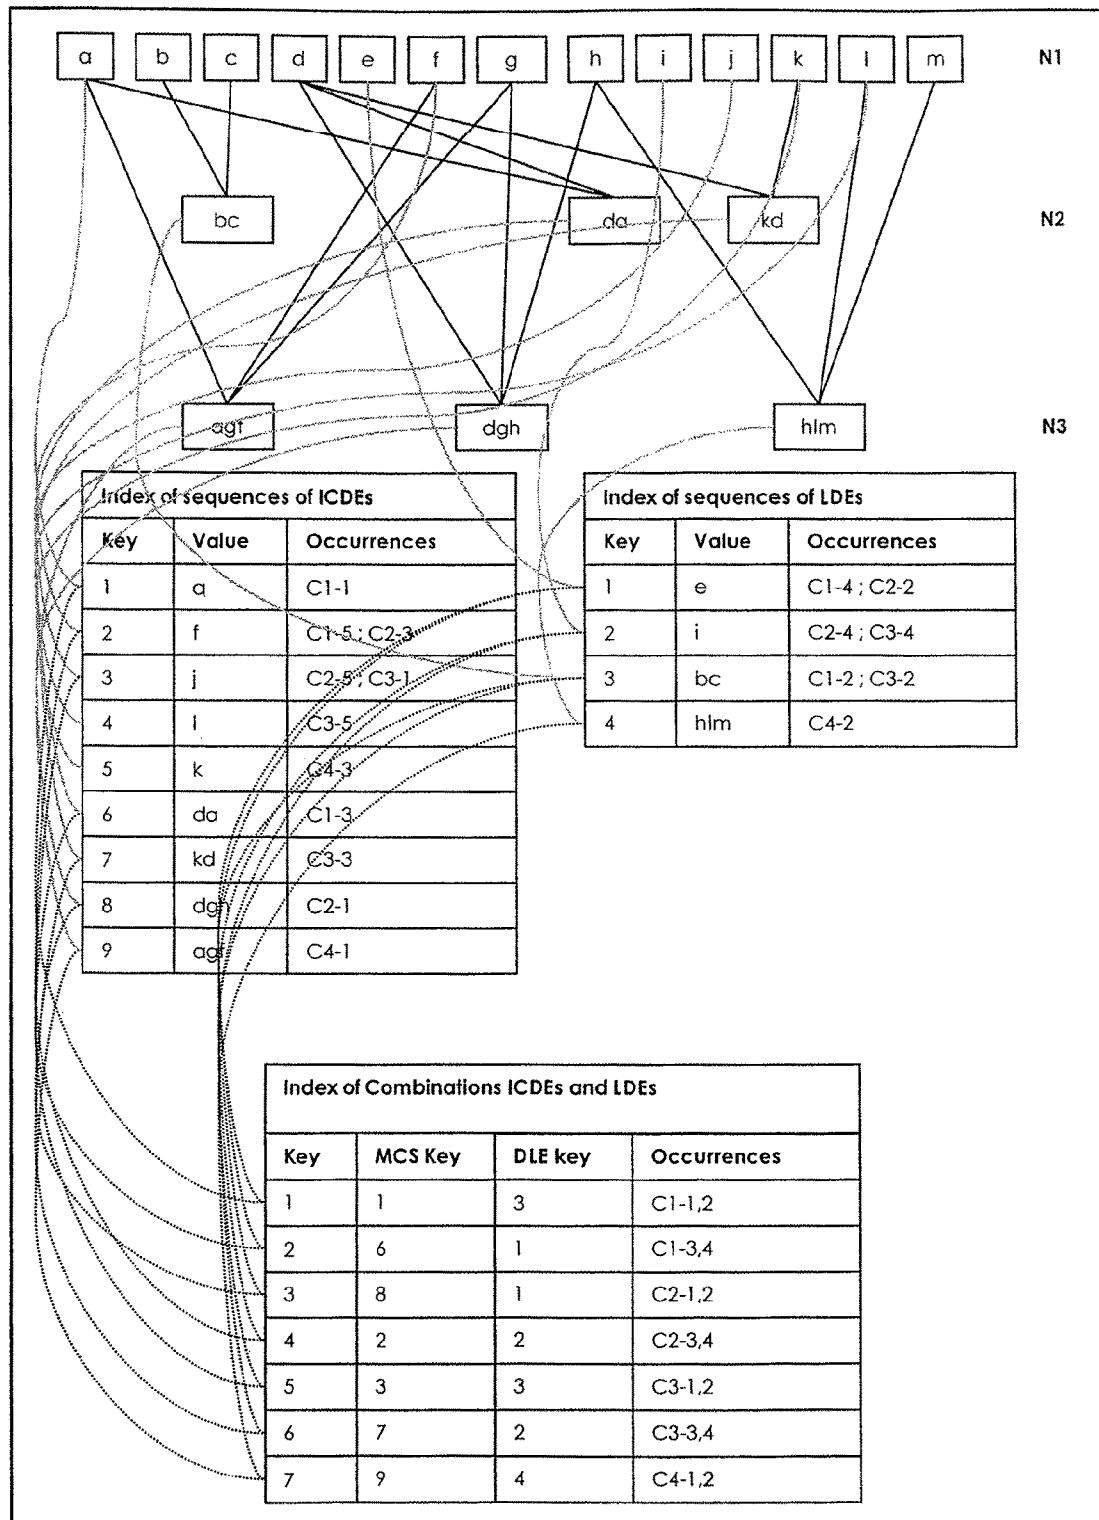 a b c d e f g h i j k l m N1
bc da kd N2
agf dgh hlm N3
Index of sequences of ICDEs
Key Value Occurrences
1 a C1-1
2 f C1-5 ; C2-3
3 j C2-5 ; C3-1
4 l C3-5
5 k C4-3
6 da C1-3
7 kd C3-3
8 dgh C2-1
9 agf C4-1
Index of sequences of LDEs
Key Value Occurrences
1 e C1-4 ; C2-2
2 i C2-4 ; C3-4
3 bc C1-2 ; C3-2
4 hlm C4-2
Index of Combinations ICDEs and LDEs
Key MCS Key DLE key Occurrences
1 1 3 C1-1,2
2 6 1 C1-3,4
3 8 1 C2-1,2
4 2 2 C2-3,4
5 3 3 C3-1,2
6 7 2 C3-3,4
7 9 4 C4-1,2